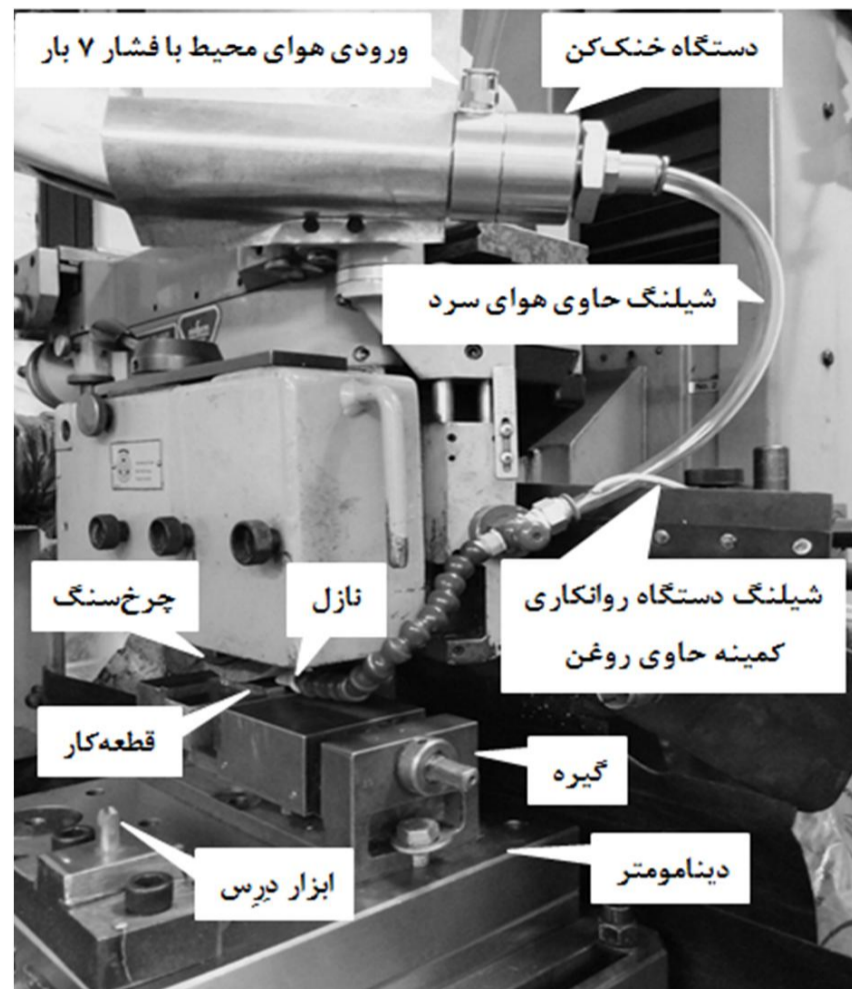 ورودی هوای محیط با فشار ۷ بار
دستگاه خنک‌کن
شیلنگ حاوی هوای سرد
چرخ‌سنگ
نازل
شیلنگ دستگاه روانکاری
کمینه حاوی روغن
قطعه‌کار
گیره
ابزار دِرِس
دینامومتر